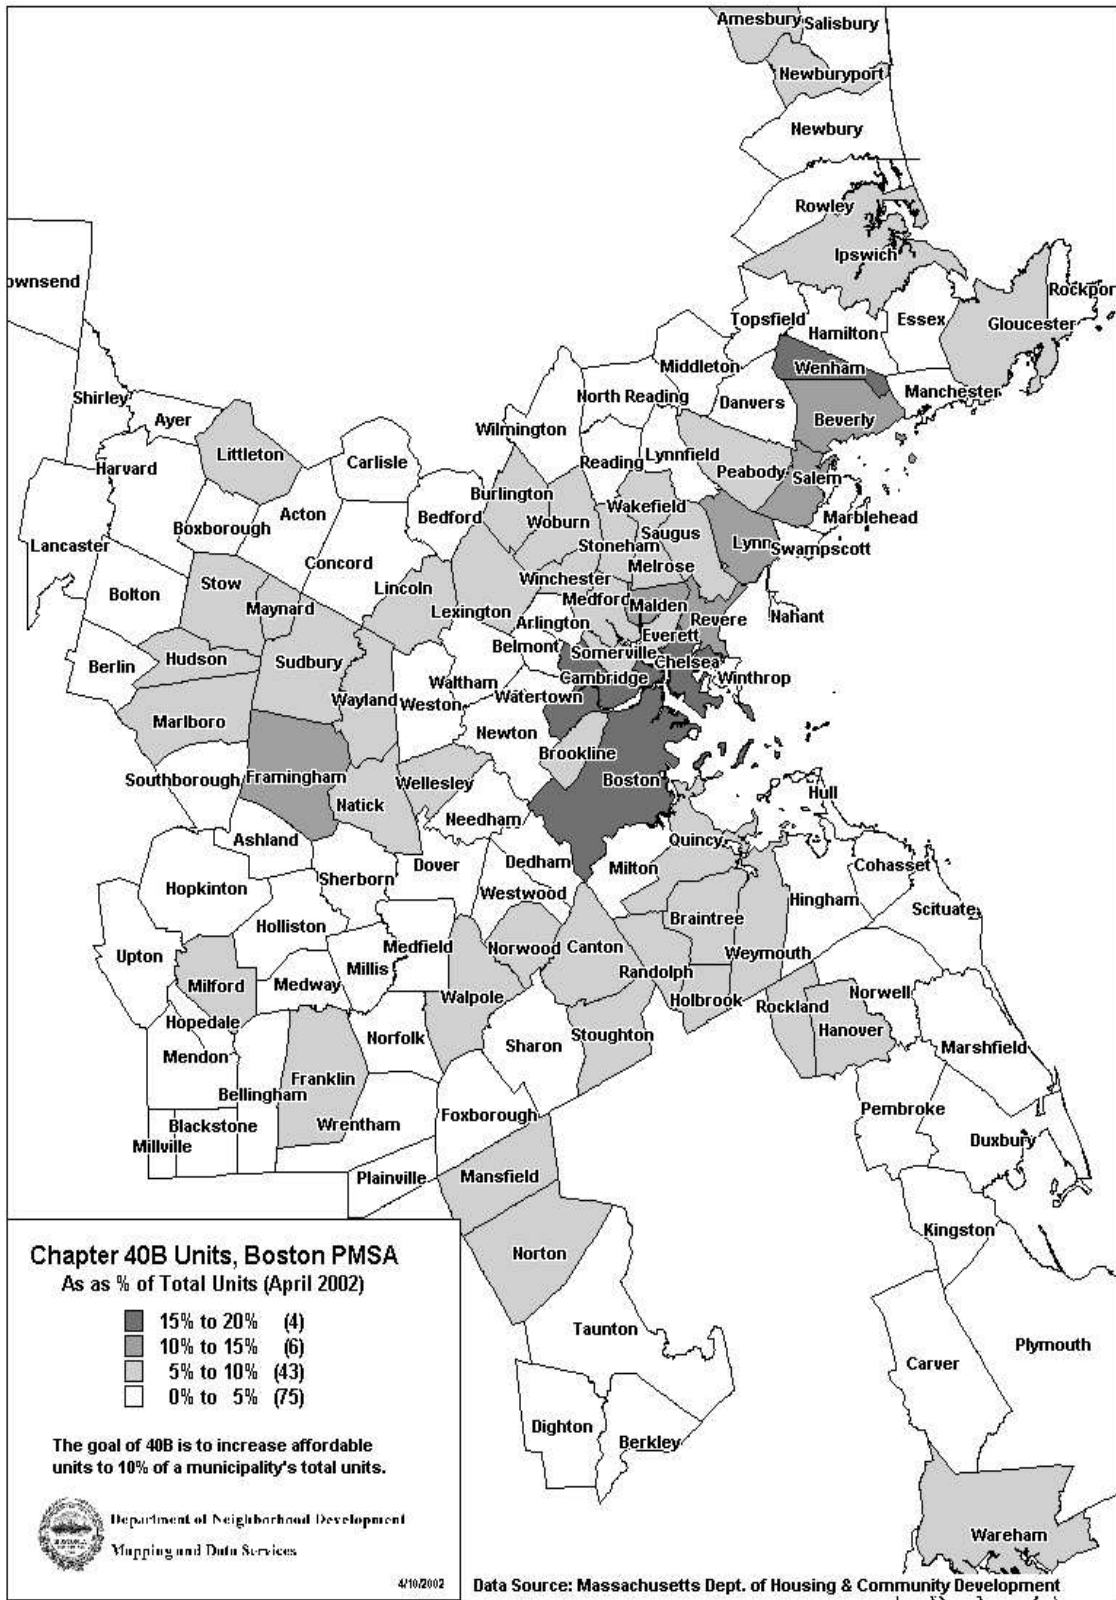 Amesbury
Salisbury
Newburyport
Newbury
Rowley
Ipswich
ownsend
Rockpor
Topsfield
Hamilton
Essex
Gloucester
Middleton
Wenham
Shirley
North Reading
Danvers
Manchester
Ayer
Wilmington
Beverly
Littleton
Carlisle
Reading
Lynnfield
Harvard
Peabody
Salem
Burlington
Wakefield
Boxborough
Acton
Bedford
Woburn
Saugus
Marblehead
Lancaster
Stoneham
Lynn
Swampscott
Concord
Stow
Lincoln
Winchester
Melrose
Bolton
Maynard
Lexington
Medford
Malden
Nahant
Arlington
Revere
Everett
Berlin
Hudson
Sudbury
Belmont
Somerville
Chelsea
Waltham
Cambridge
Winthrop
Marlboro
Wayland
Weston
Watertown
Newton
Brookline
Southborough
Framingham
Wellesley
Boston
Natick
Hull
Needham
Ashland
Quincy
Dover
Dedham
Milton
Cohasset
Hopkinton
Sherborn
Westwood
Hingham
Scituate
Holliston
Braintree
Upton
Medfield
Norwood
Canton
Weymouth
Milford
Medway
Millis
Randolph
Walpole
Holbrook
Rockland
Norwell
Hopedale
Hanover
Mendon
Norfolk
Sharon
Stoughton
Marshfield
Franklin
Bellingham
Foxborough
Pembroke
Blackstone
Wrentham
Millville
Duxbury
Plainville
Mansfield
Kingston
Norton
Taunton
Plymouth
Carver
Dighton
Berkley
Wareham
Chapter 40B Units, Boston PMSA
As as % of Total Units (April 2002)
15% to 20% (4)
10% to 15% (6)
5% to 10% (43)
0% to 5% (75)
The goal of 40B is to increase affordable
units to 10% of a municipality's total units.
Department of Neighborhood Development
Mapping and Data Services
4/10/2002
Data Source: Massachusetts Dept. of Housing & Community Development